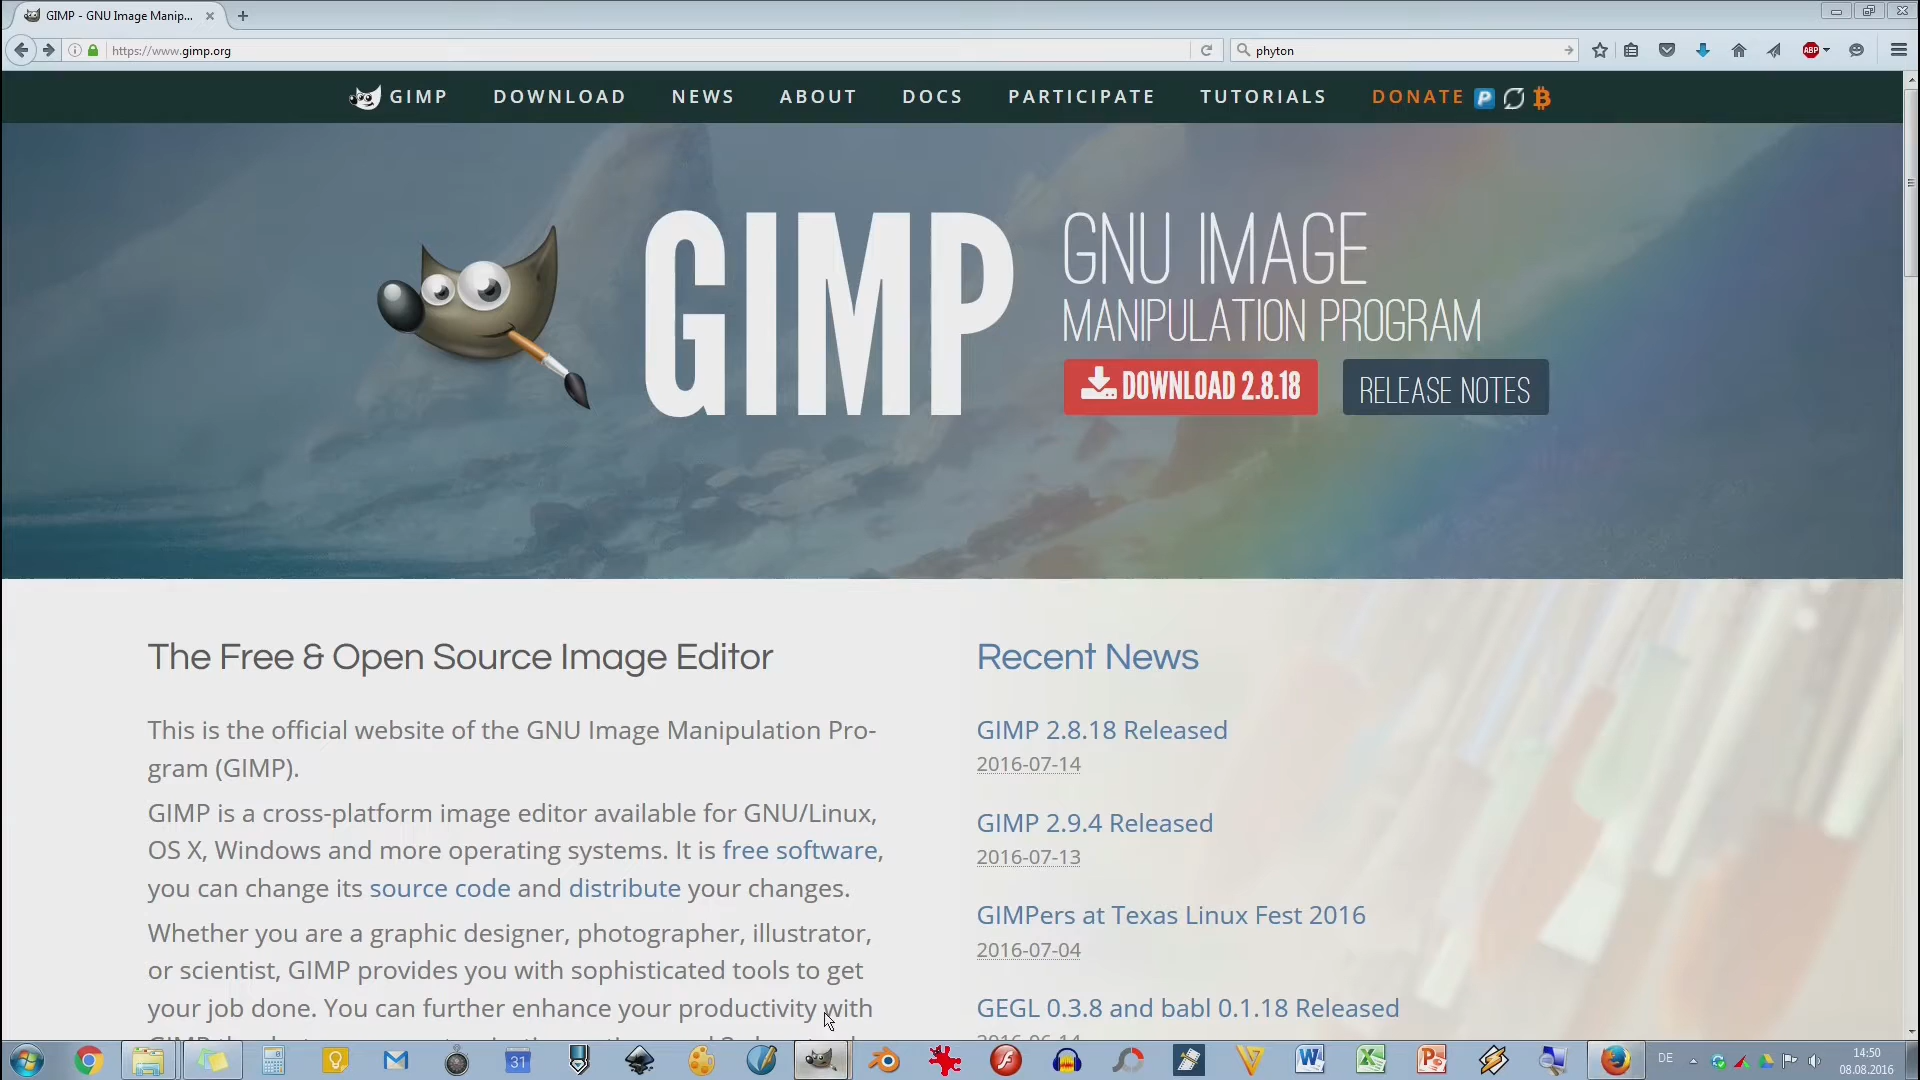 GIMP - GNU Image Manip...
https://www.gimp.org
phyton
ABP
GIMP DOWNLOAD NEWS ABOUT DOCS PARTICIPATE TUTORIALS DONATE
GIMP
GNU IMAGE
MANIPULATION PROGRAM
DOWNLOAD 2.8.18
RELEASE NOTES
The Free & Open Source Image Editor
This is the official website of the GNU Image Manipulation Pro-
gram (GIMP).
GIMP is a cross-platform image editor available for GNU/Linux,
OS X, Windows and more operating systems. It is free software,
you can change its source code and distribute your changes.
Whether you are a graphic designer, photographer, illustrator,
or scientist, GIMP provides you with sophisticated tools to get
your job done. You can further enhance your productivity with
Recent News
GIMP 2.8.18 Released
2016-07-14
GIMP 2.9.4 Released
2016-07-13
GIMPers at Texas Linux Fest 2016
2016-07-04
GEGL 0.3.8 and babl 0.1.18 Released
31
DE
14:50
08.08.2016